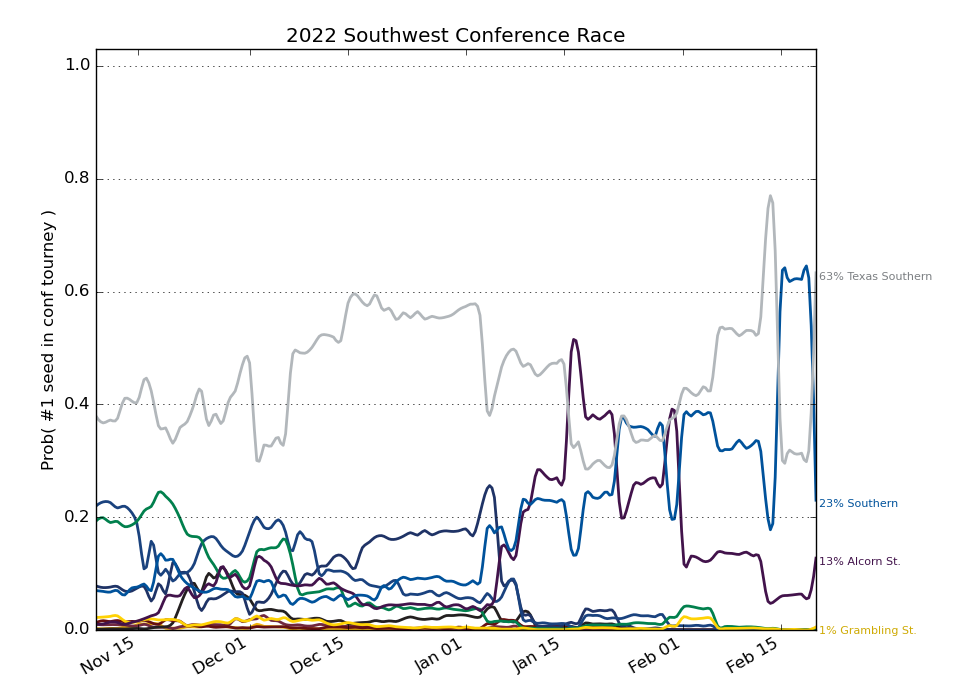 2022 Southwest Conference Race
Prob( #1 seed in conf tourney )
1.0
0.8
0.6
0.4
0.2
0.0
63% Texas Southern
23% Southern
13% Alcorn St.
1% Grambling St.
Nov 15
Dec 01
Dec 15
Jan 01
Jan 15
Feb 01
Feb 15